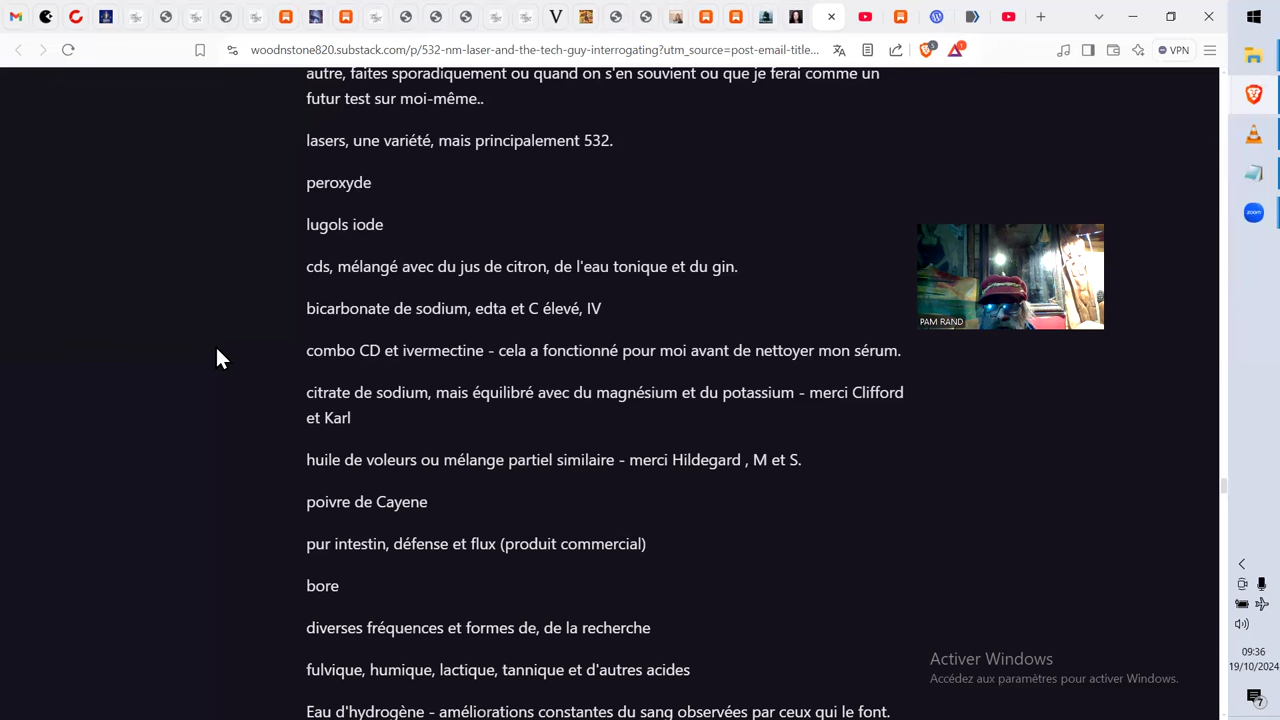 woodnstone820.substack.com/p/532-nm-laser-and-the-tech-guy-interrogating?utm_source=post-email-title...
5
1
VPN
autre, faites sporadiquement ou quand on s'en souvient ou que je ferai comme un
futur test sur moi-même..
lasers, une variété, mais principalement 532.
peroxyde
lugols iode
cds, mélangé avec du jus de citron, de l'eau tonique et du gin.
bicarbonate de sodium, edta et C élevé, IV
combo CD et ivermectine - cela a fonctionné pour moi avant de nettoyer mon sérum.
citrate de sodium, mais équilibré avec du magnésium et du potassium - merci Clifford
et Karl
huile de voleurs ou mélange partiel similaire - merci Hildegard , M et S.
poivre de Cayene
pur intestin, défense et flux (produit commercial)
bore
diverses fréquences et formes de, de la recherche
fulvique, humique, lactique, tannique et d'autres acides
Eau d'hydrogène - améliorations constantes du sang observées par ceux qui le font.
PAM RAND
zoom
Activer Windows
Accédez aux paramètres pour activer Windows.
09:36
19/10/2024
7